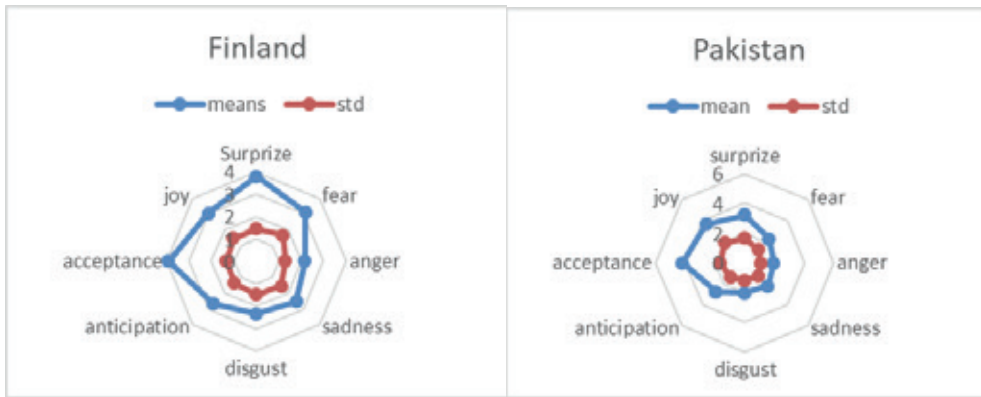 Finland
means std
Surprize
4
3
2
1
0
joy
fear
acceptance
anger
anticipation
sadness
disgust
Pakistan
mean std
surprize
6
4
2
0
joy
fear
acceptance
anger
anticipation
sadness
disgust